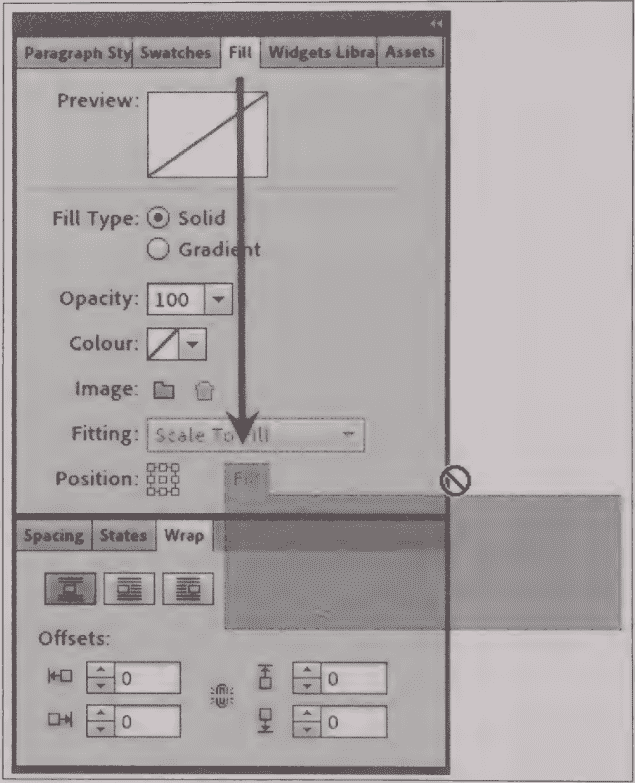 Paragraph Sty Swatches Fill Widgets Libra Assets
Preview:
Fill Type: Solid
Gradient
Opacity: 100
Colour:
Image:
Fitting: Scale To Fill
Position: Fill
Spacing States Wrap
Offsets:
0 0
0 0